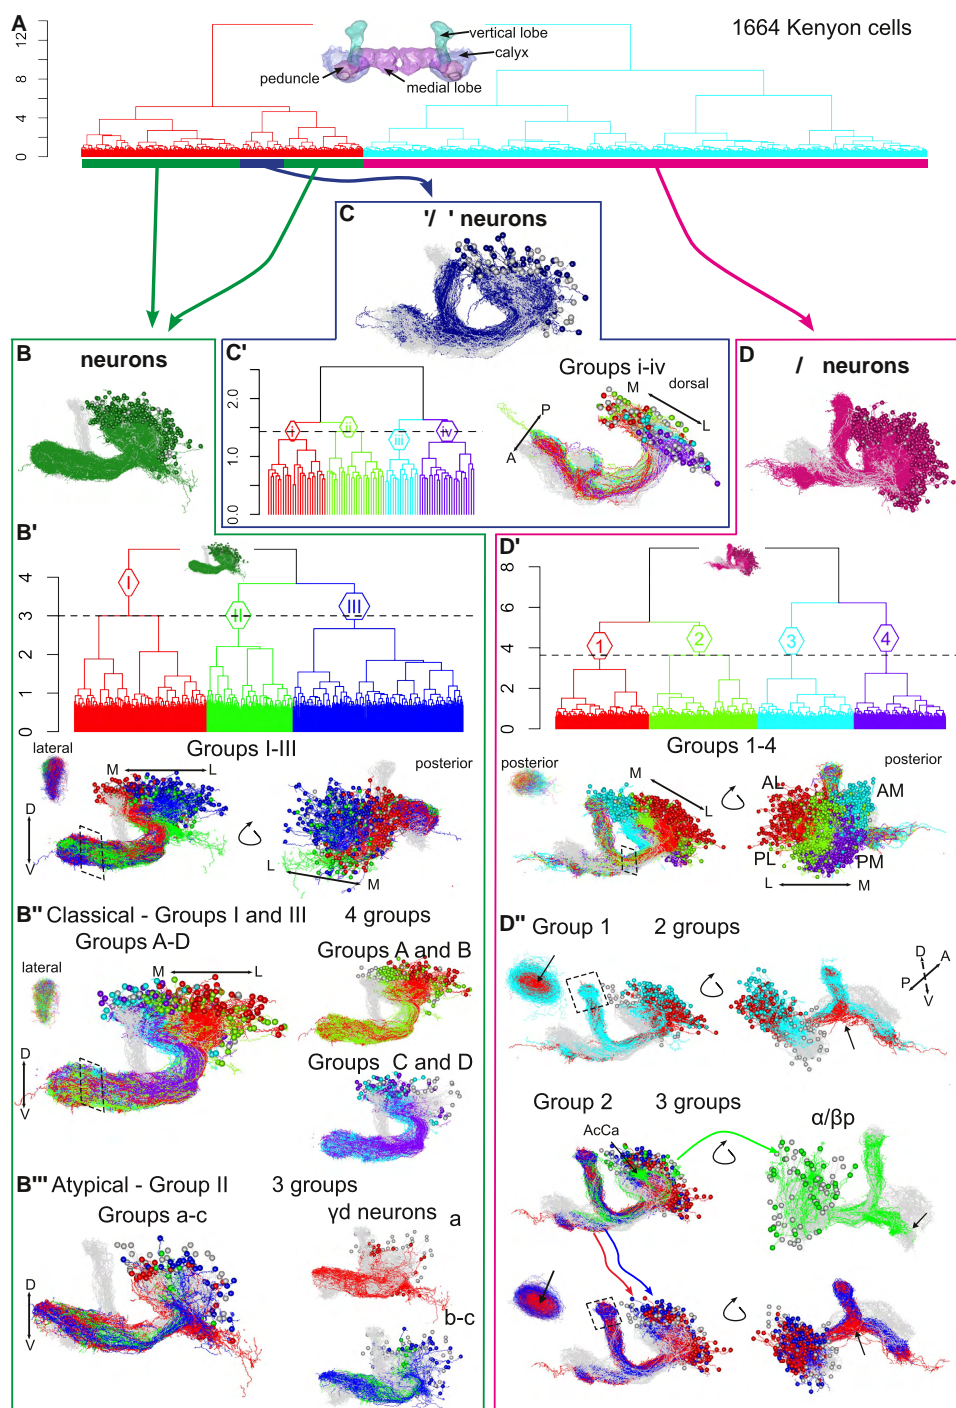 A
1664 Kenyon cells
12
8
4
0
vertical lobe
calyx
peduncle
medial lobe
C
'/ ' neurons
B
neurons
C'
2.0
1.0
0.0
i
ii
iii
iv
Groups i-iv
M
dorsal
L
P
A
D
/ neurons
B'
4
3
2
1
0
I
II
III
Groups I-III
lateral
M
L
posterior
D
V
L
M
D'
8
6
4
2
0
1
2
3
4
Groups 1-4
posterior
M
L
posterior
AL
AM
PL
PM
L
M
B'' Classical - Groups I and III 4 groups
Groups A-D
lateral
M
L
D
V
Groups A and B
Groups C and D
B''' Atypical - Group II 3 groups
Groups a-c
γd neurons
a
b-c
D
V
D''
Group 1 2 groups
D
A
P
V
Group 2 3 groups
AcCa
α/βp